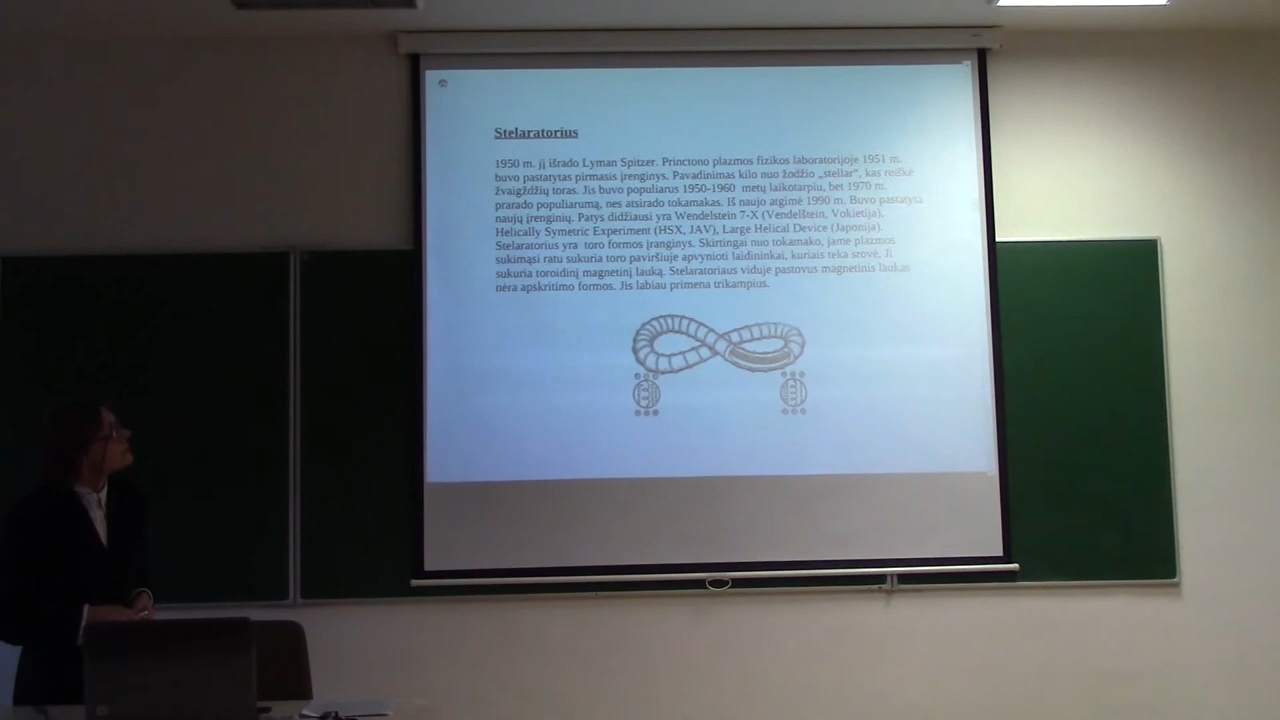 Stelaratorius
1950 m. jį išrado Lyman Spitzer. Princtono plazmos fizikos laboratorijoje 1951 m.
buvo pastatytas pirmasis įrenginys. Pavadinimas kilo nuo žodžio „stellar“, kas reiškė
žvaigždžių toras. Jis buvo populiarus 1950-1960 metų laikotarpiu, bet 1970 m.
prarado populiarumą, nes atsirado tokamakas. Iš naujo atgimė 1990 m. Buvo pastatyta
naujų įrenginių. Patys didžiausi yra Wendelstein 7-X (Vendelštein, Vokietija),
Helically Symetric Experiment (HSX, JAV), Large Helical Device (Japonija).
Stelaratorius yra toro formos įranginys. Skirtingai nuo tokamako, jame plazmos
sukimąsi ratu sukuria toro paviršiuje apvynioti laidininkai, kuriais teka srovė. Ji
sukuria toroidinį magnetinį lauką. Stelaratoriaus viduje pastovus magnetinis laukas
nėra apskritimo formos. Jis labiau primena trikampius.